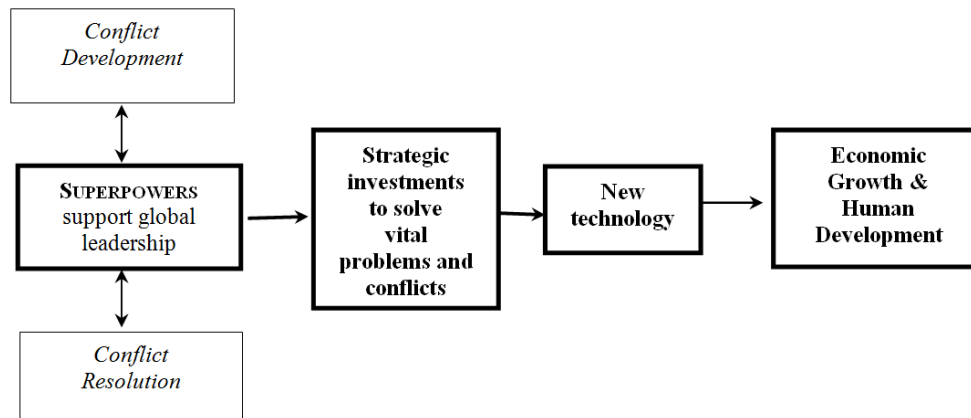 Conflict
Development
SUPERPOWERS
support global
leadership
Conflict
Resolution
Strategic
investments
to solve
vital
problems and
conflicts
New
technology
Economic
Growth &
Human
Development